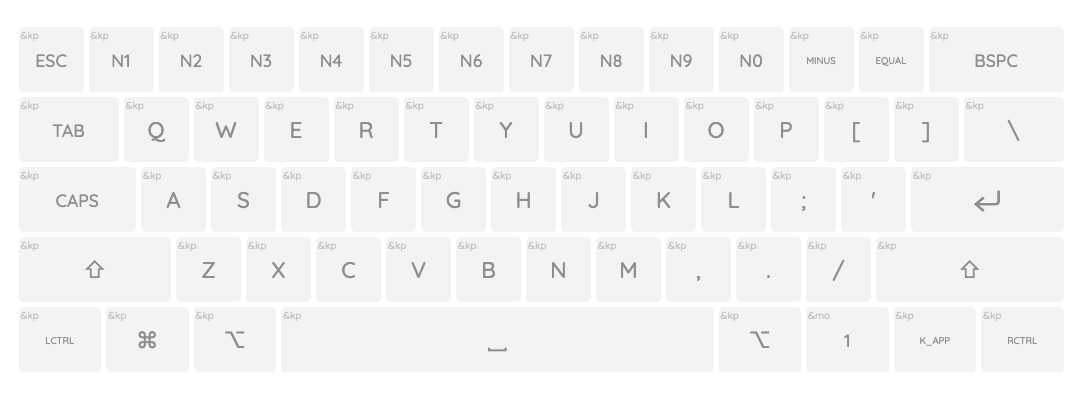 &kp &kp &kp &kp &kp &kp &kp &kp &kp &kp &kp &kp &kp &kp
ESC N1 N2 N3 N4 N5 N6 N7 N8 N9 N0 MINUS EQUAL BSPC
&kp &kp &kp &kp &kp &kp &kp &kp &kp &kp &kp &kp &kp &kp
TAB Q W E R T Y U I O P [ ] \
&kp &kp &kp &kp &kp &kp &kp &kp &kp &kp &kp &kp &kp
CAPS A S D F G H J K L ; '
&kp &kp &kp &kp &kp &kp &kp &kp &kp &kp &kp &kp
⇧ Z X C V B N M , . / ⇧
&kp &kp &kp &kp &kp &mo &kp &kp
LCTRL ⌘ ⌥ ⌥ 1 K_APP RCTRL